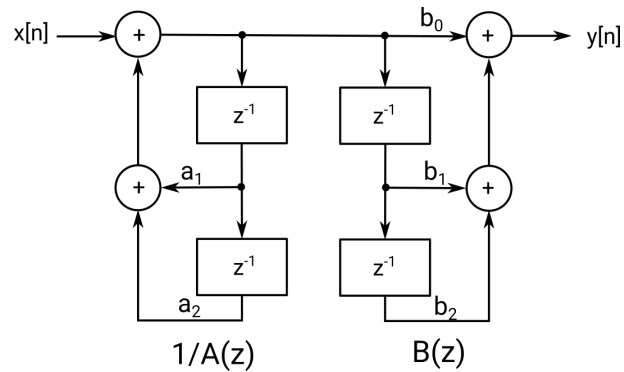 x[n] + b₀ + y[n]
z⁻¹ z⁻¹
+ a₁ b₁ +
z⁻¹ z⁻¹
a₂ b₂
1/A(z) B(z)